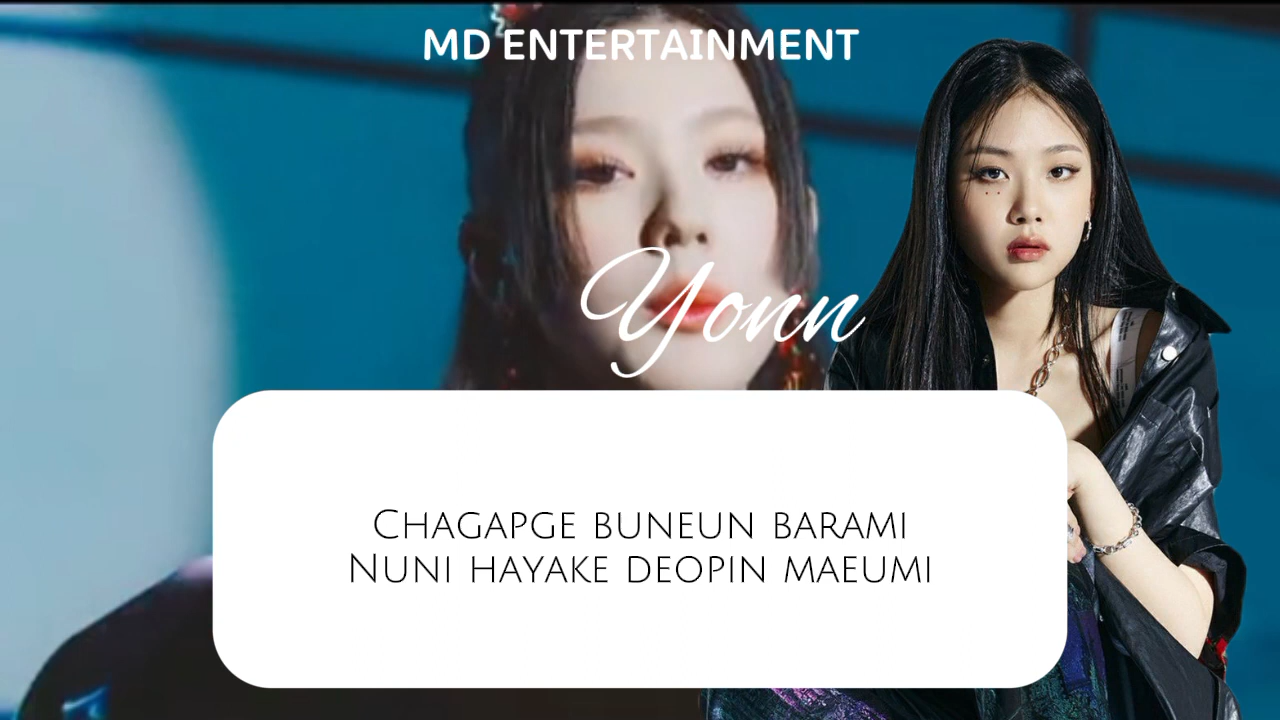 MD ENTERTAINMENT
Yonn
CHAGAPGE BUNEUN BARAMI
NUNI HAYAKE DEOPIN MAEUMI